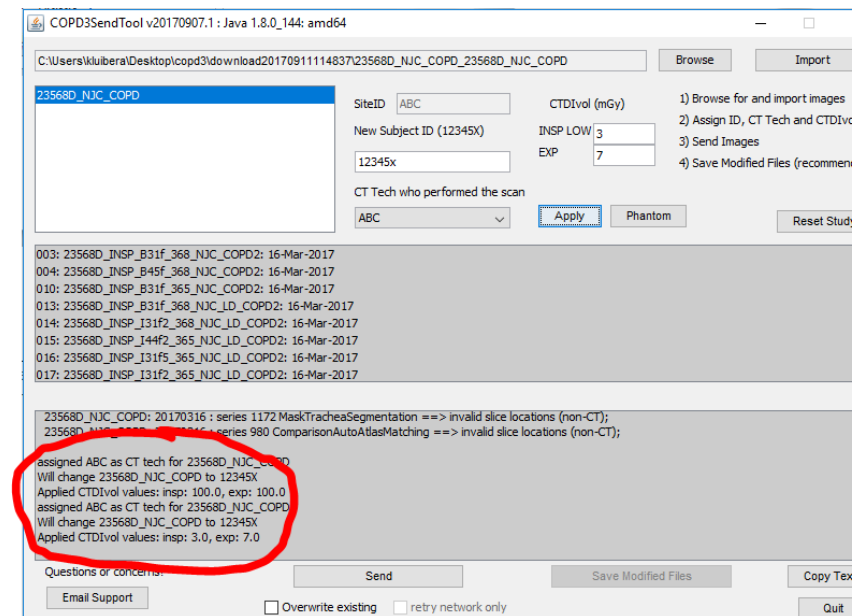 COPD3SendTool v20170907.1 : Java 1.8.0_144: amd64
C:\Users\kluibera\Desktop\copd3\download20170911114837\23568D_NJC_COPD_23568D_NJC_COPD
Browse
Import
23568D_NJC_COPD
SiteID
ABC
CTDIvol (mGy)
New Subject ID (12345X)
INSP LOW
3
12345x
EXP
7
CT Tech who performed the scan
ABC
Apply
Phantom
1) Browse for and import images
2) Assign ID, CT Tech and CTDIvo
3) Send Images
4) Save Modified Files (recommen
Reset Study
003: 23568D_INSP_B31f_368_NJC_COPD2: 16-Mar-2017
004: 23568D_INSP_B45f_368_NJC_COPD2: 16-Mar-2017
010: 23568D_INSP_B31f_365_NJC_COPD2: 16-Mar-2017
013: 23568D_INSP_B31f_368_NJC_LD_COPD2: 16-Mar-2017
014: 23568D_INSP_I31f2_368_NJC_LD_COPD2: 16-Mar-2017
015: 23568D_INSP_I44f2_365_NJC_LD_COPD2: 16-Mar-2017
016: 23568D_INSP_I31f5_365_NJC_LD_COPD2: 16-Mar-2017
017: 23568D_INSP_I31f2_365_NJC_LD_COPD2: 16-Mar-2017
23568D_NJC_COPD: 20170316 : series 1172 MaskTracheaSegmentation ==> invalid slice locations (non-CT);
23568D_NJC_COPD: 20170316 : series 980 ComparisonAutoAtlasMatching ==> invalid slice locations (non-CT);
assigned ABC as CT tech for 23568D_NJC_COPD
Will change 23568D_NJC_COPD to 12345X
Applied CTDIvol values: insp: 100.0, exp: 100.0
assigned ABC as CT tech for 23568D_NJC_COPD
Will change 23568D_NJC_COPD to 12345X
Applied CTDIvol values: insp: 3.0, exp: 7.0
Questions or concerns?
Email Support
Send
Save Modified Files
Copy Tex
Overwrite existing
retry network only
Quit